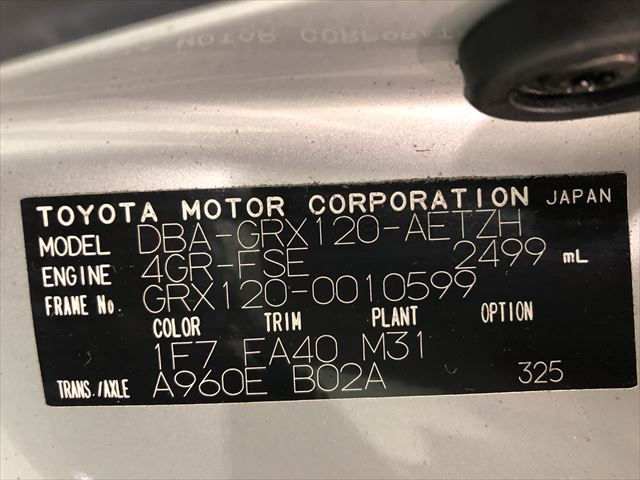 TOYOTA MOTOR CORPORATION JAPAN
MODEL DBA-GRX120-AETZH
ENGINE 4GR-FSE 2499 mL
FRAME No GRX120-0010599
COLOR TRIM PLANT OPTION
1F7 FA40 M31
TRANS./AXLE A960E B02A 325